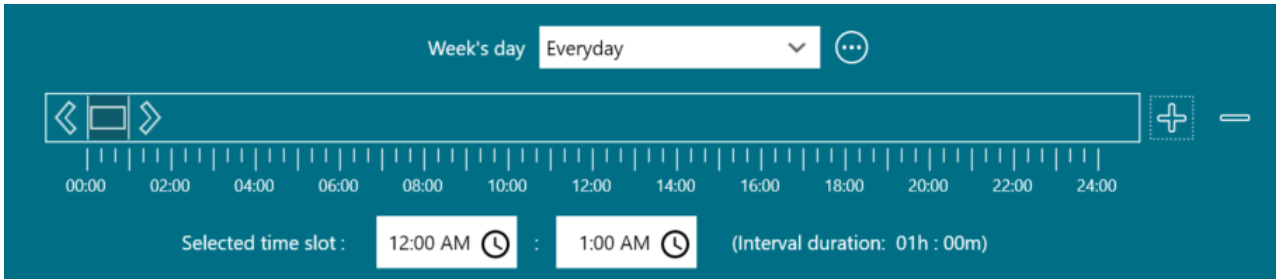 Week's day Everyday
00:00 02:00 04:00 06:00 08:00 10:00 12:00 14:00 16:00 18:00 20:00 22:00 24:00
Selected time slot : 12:00 AM : 1:00 AM (Interval duration: 01h : 00m)